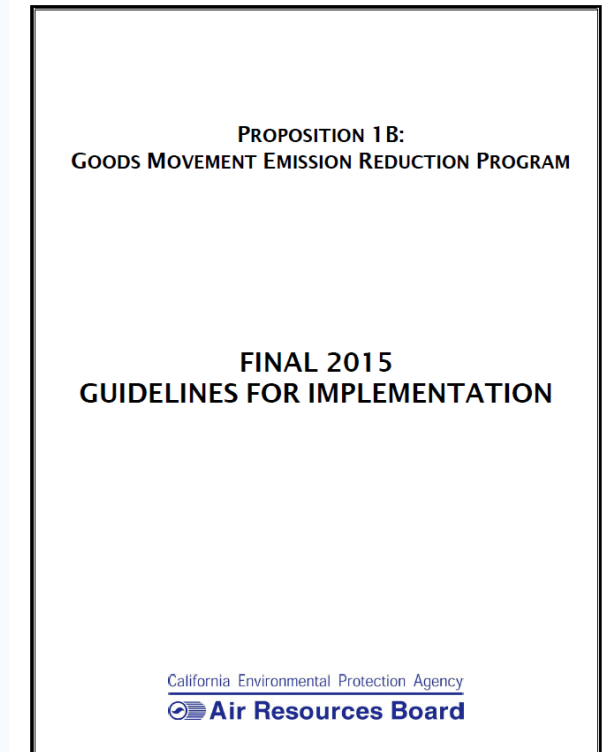 PROPOSITION 1B:
GOODS MOVEMENT EMISSION REDUCTION PROGRAM
FINAL 2015
GUIDELINES FOR IMPLEMENTATION
California Environmental Protection Agency
Air Resources Board